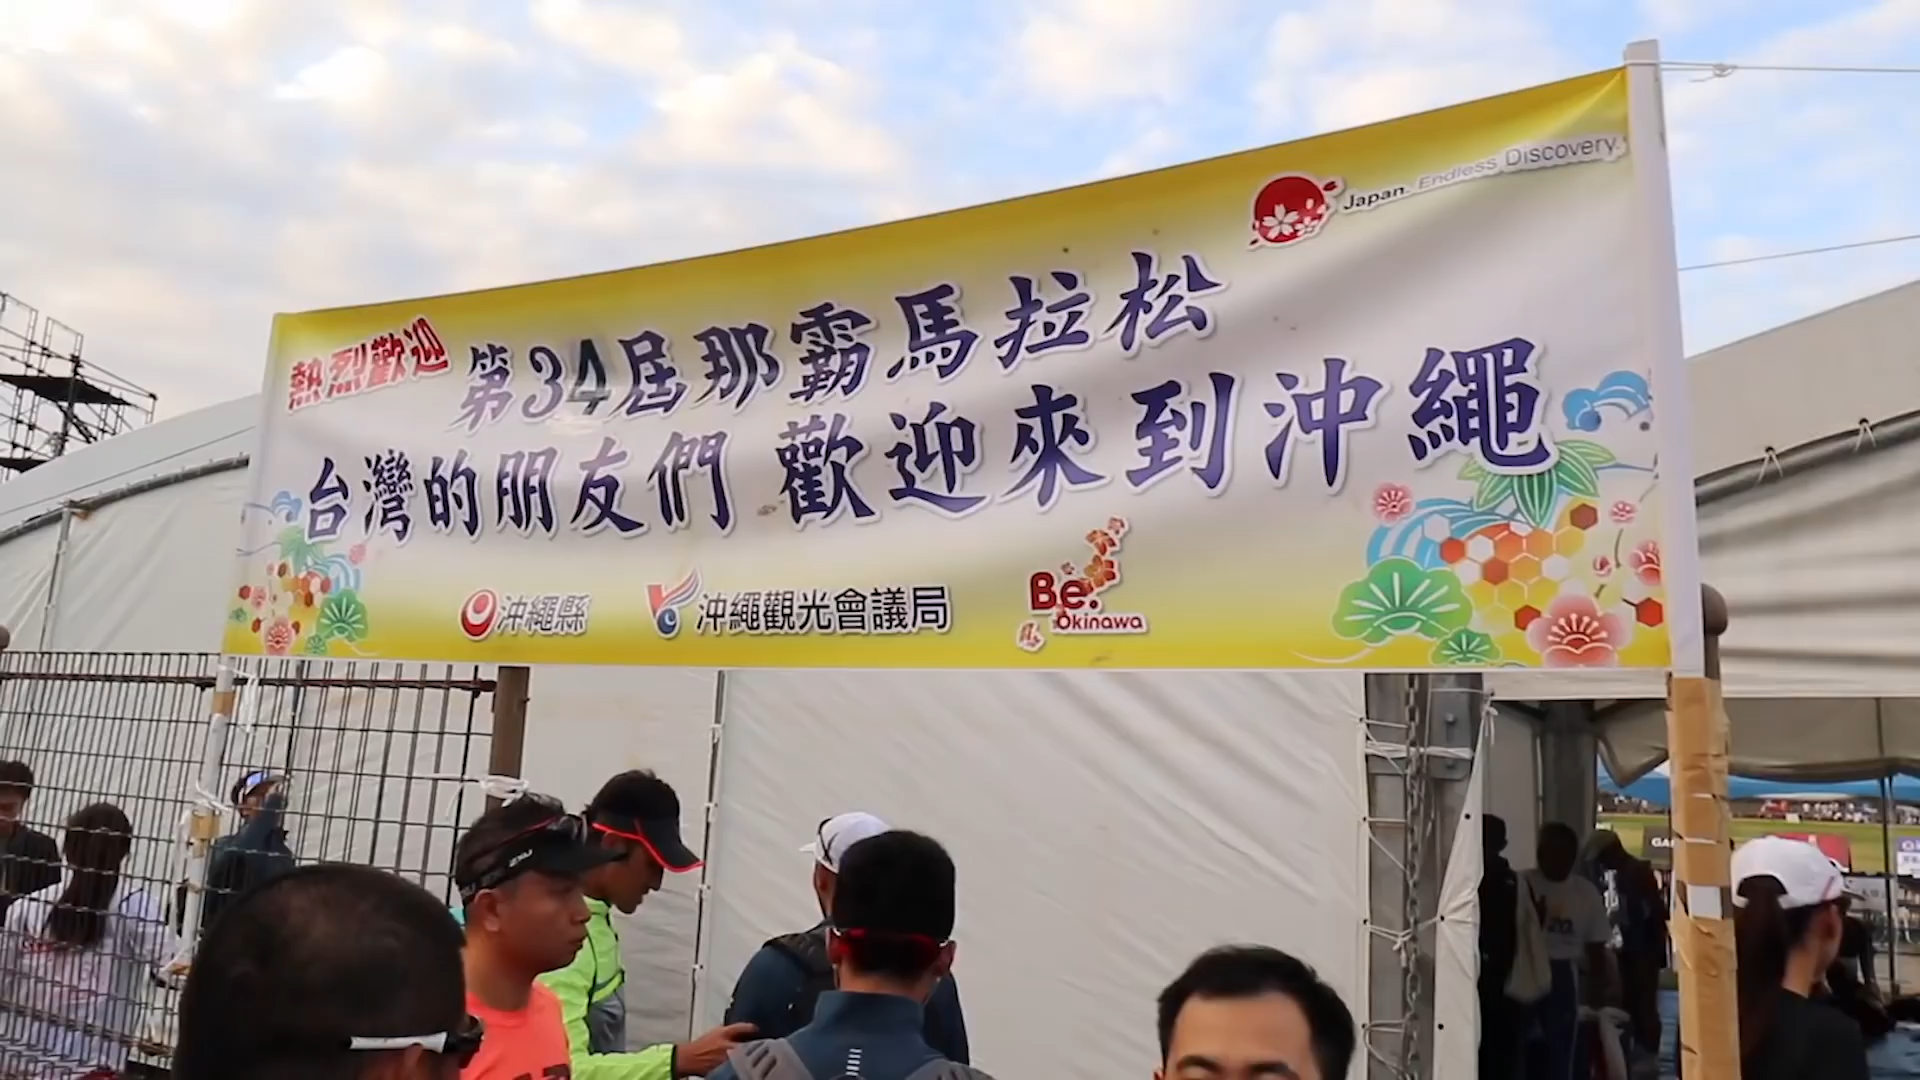 Japan. Endless Discovery.
熱烈歡迎
第34屆那霸馬拉松
台灣的朋友們 歡迎來到沖繩
沖繩縣
沖繩觀光會議局
Be.
Okinawa